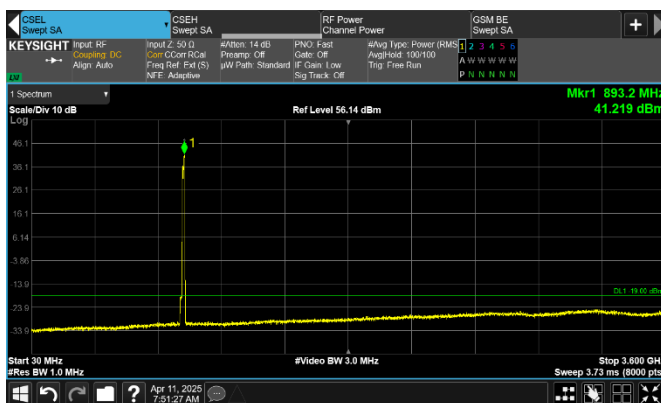 CSEL
Swept SA
CSEH
Swept SA
RF Power
Channel Power
GSM BE
Swept SA
+
KEYSIGHT
LXI
Input: RF
Coupling: DC
Align: Auto
Input Z: 50 Ω
Corr CCorr RCal
Freq Ref: Ext (S)
NFE: Adaptive
#Atten: 14 dB
Preamp: Off
µW Path: Standard
PNO: Fast
Gate: Off
IF Gain: Low
Sig Track: Off
#Avg Type: Power (RMS
Avg|Hold: 100/100
Trig: Free Run
1 2 3 4 5 6
A W W W W W
P N N N N N
1 Spectrum
Scale/Div 10 dB
Log
Ref Level 56.14 dBm
Mkr1 893.2 MHz
41.219 dBm
1
46.1
36.1
26.1
16.1
6.14
-3.86
-13.9
-23.9
-33.9
DL1 -19.00 dBm
Start 30 MHz
#Res BW 1.0 MHz
#Video BW 3.0 MHz
Stop 3.600 GHz
Sweep 3.73 ms (8000 pts)
?
Apr 11, 2025
7:51:27 AM